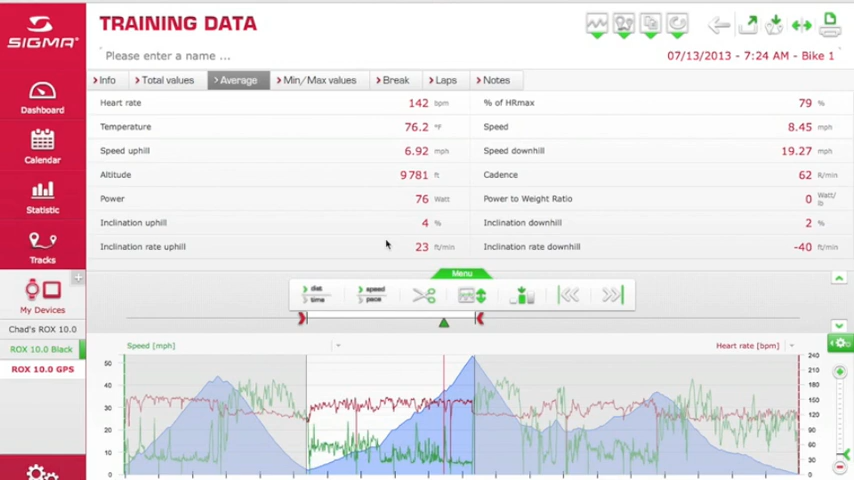 SIGMA
TRAINING DATA
Please enter a name ...
07/13/2013 - 7:24 AM - Bike 1
Info Total values Average Min/Max values Break Laps Notes
Heart rate 142 bpm % of HRmax 79 %
Temperature 76.2 °F Speed 8.45 mph
Speed uphill 6.92 mph Speed downhill 19.27 mph
Altitude 9781 ft Cadence 62 R/min
Power 76 Watt Power to Weight Ratio 0 Watt/lb
Inclination uphill 4 % Inclination downhill 2 %
Inclination rate uphill 23 ft/min Inclination rate downhill -40 ft/min
Dashboard
Calendar
Statistic
Tracks
My Devices
Chad's ROX 10.0
ROX 10.0 Black
ROX 10.0 GPS
Menu
dist speed
time pace
Speed [mph] Heart rate [bpm]
50 240
40 210
30 180
20 150
10 120
0 90
60
30
0